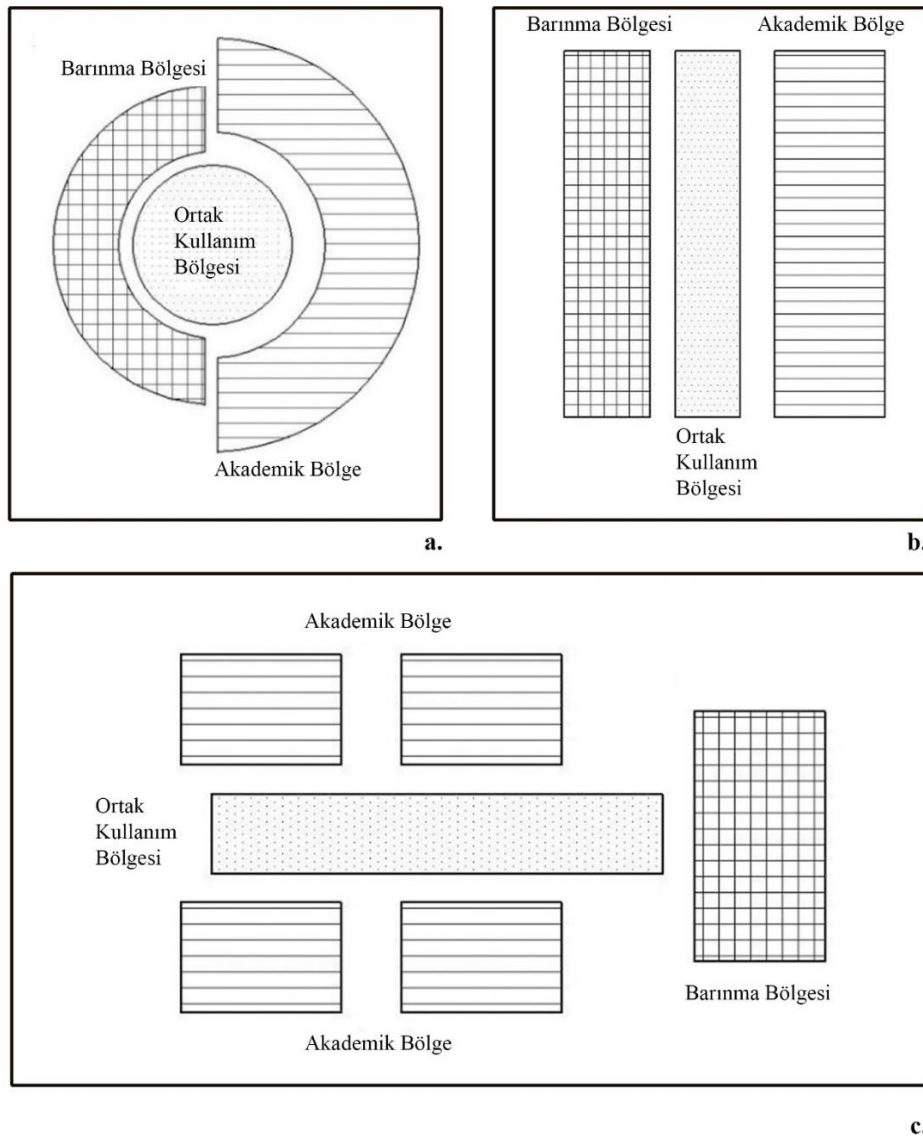 Barınma Bölgesi
Ortak
Kullanım
Bölgesi
Akademik Bölge
a.
Barınma Bölgesi
Akademik Bölge
Ortak
Kullanım
Bölgesi
b.
Akademik Bölge
Ortak
Kullanım
Bölgesi
Akademik Bölge
Barınma Bölgesi
c.